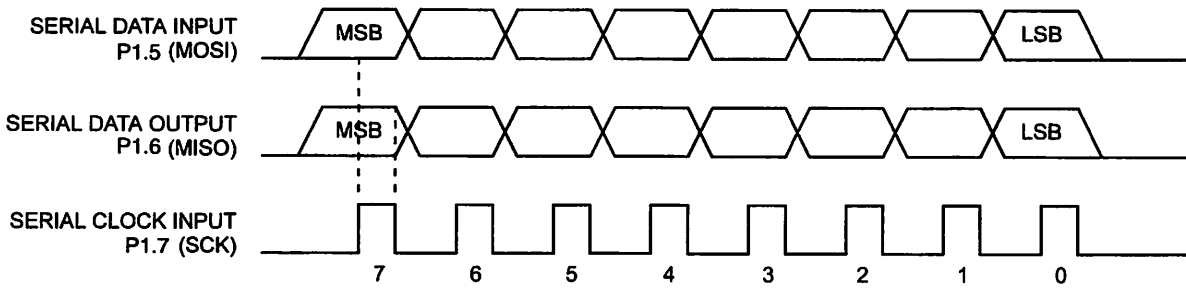 SERIAL DATA INPUT
P1.5 (MOSI)
MSB
LSB
SERIAL DATA OUTPUT
P1.6 (MISO)
MSB
LSB
SERIAL CLOCK INPUT
P1.7 (SCK)
7 6 5 4 3 2 1 0